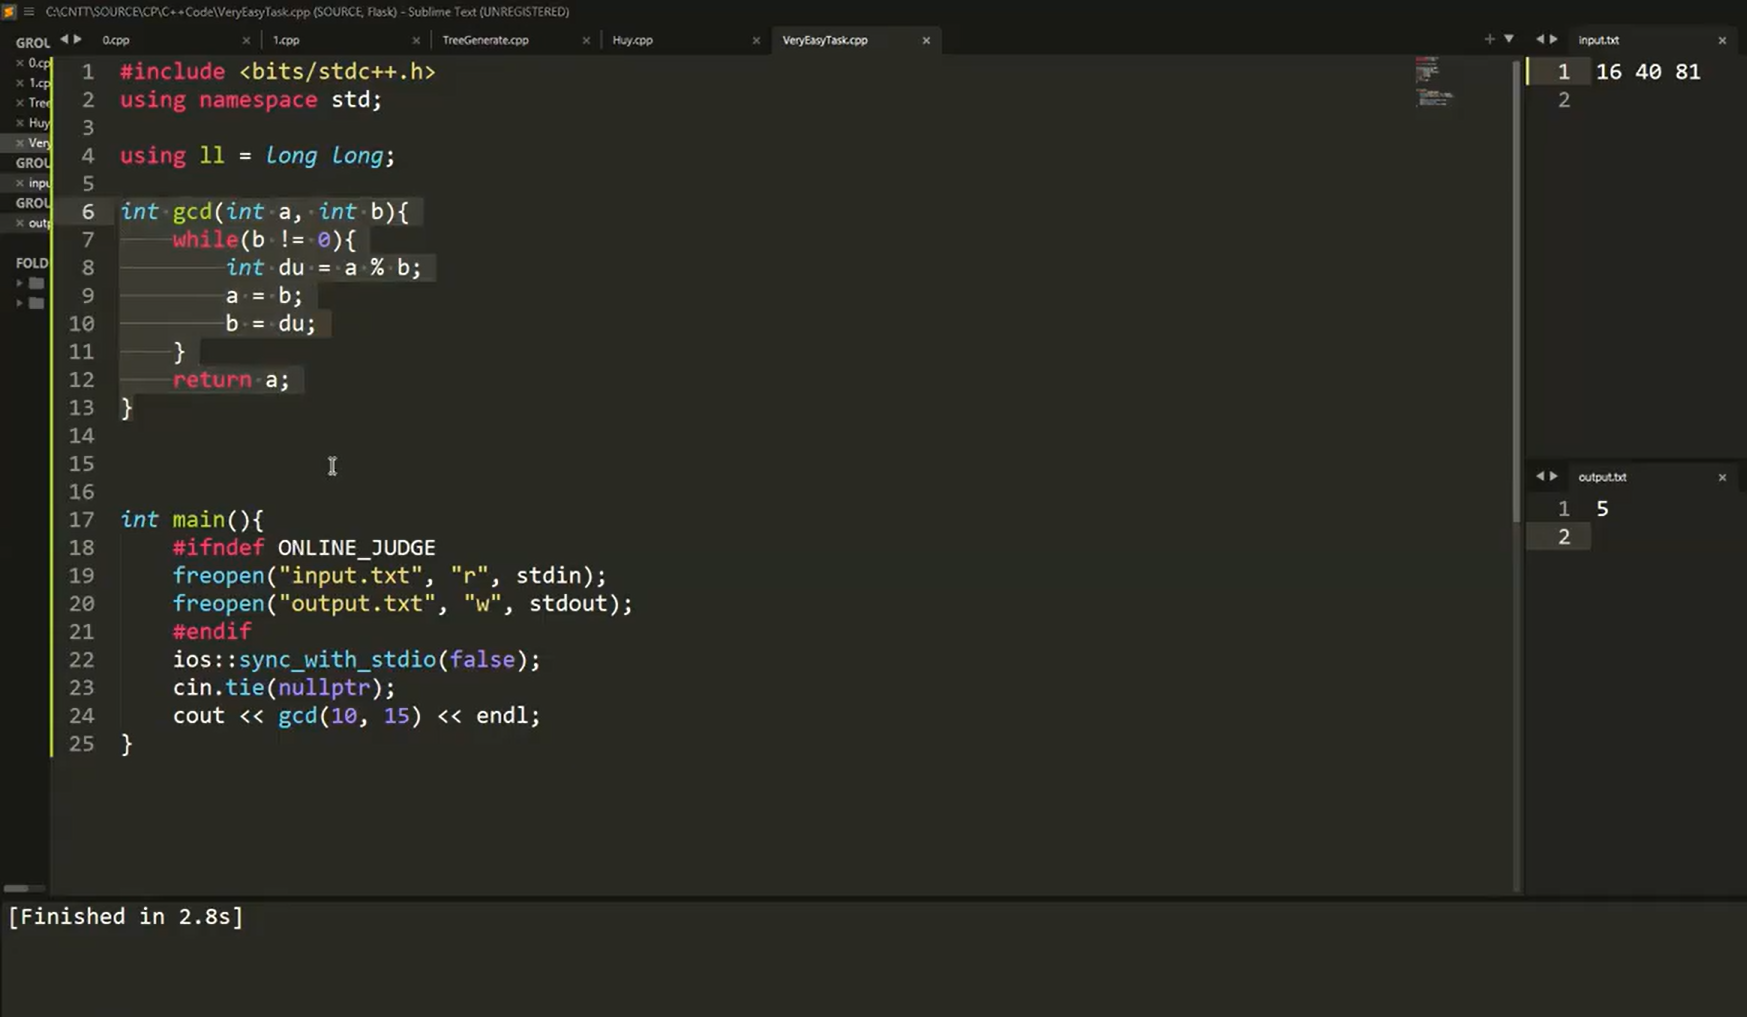 C:\CNTT\SOURCE\CP\C++Code\VeryEasyTask.cpp (SOURCE, Flask) - Sublime Text (UNREGISTERED)
GROU
0.cp
1.cp
Tree
Huy
Very
GROU
inpu
GROU
outp
FOLD
0.cpp
1.cpp
TreeGenerate.cpp
Huy.cpp
VeryEasyTask.cpp
1 #include <bits/stdc++.h>
2 using namespace std;
3
4 using ll = long long;
5
6 int gcd(int a, int b){
7 while(b != 0){
8 int du = a % b;
9 a = b;
10 b = du;
11 }
12 return a;
13 }
14
15
16
17 int main(){
18 #ifndef ONLINE_JUDGE
19 freopen("input.txt", "r", stdin);
20 freopen("output.txt", "w", stdout);
21 #endif
22 ios::sync_with_stdio(false);
23 cin.tie(nullptr);
24 cout << gcd(10, 15) << endl;
25 }
input.txt
1 16 40 81
2
output.txt
1 5
2
[Finished in 2.8s]